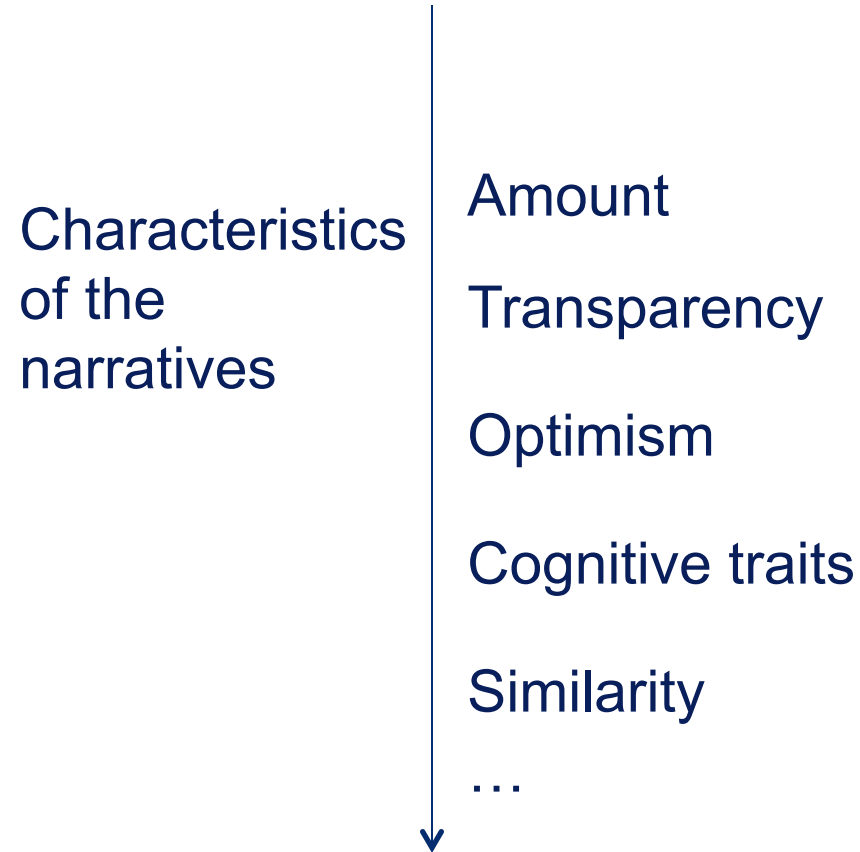 Characteristics
of the
narratives
Amount
Transparency
Optimism
Cognitive traits
Similarity
…